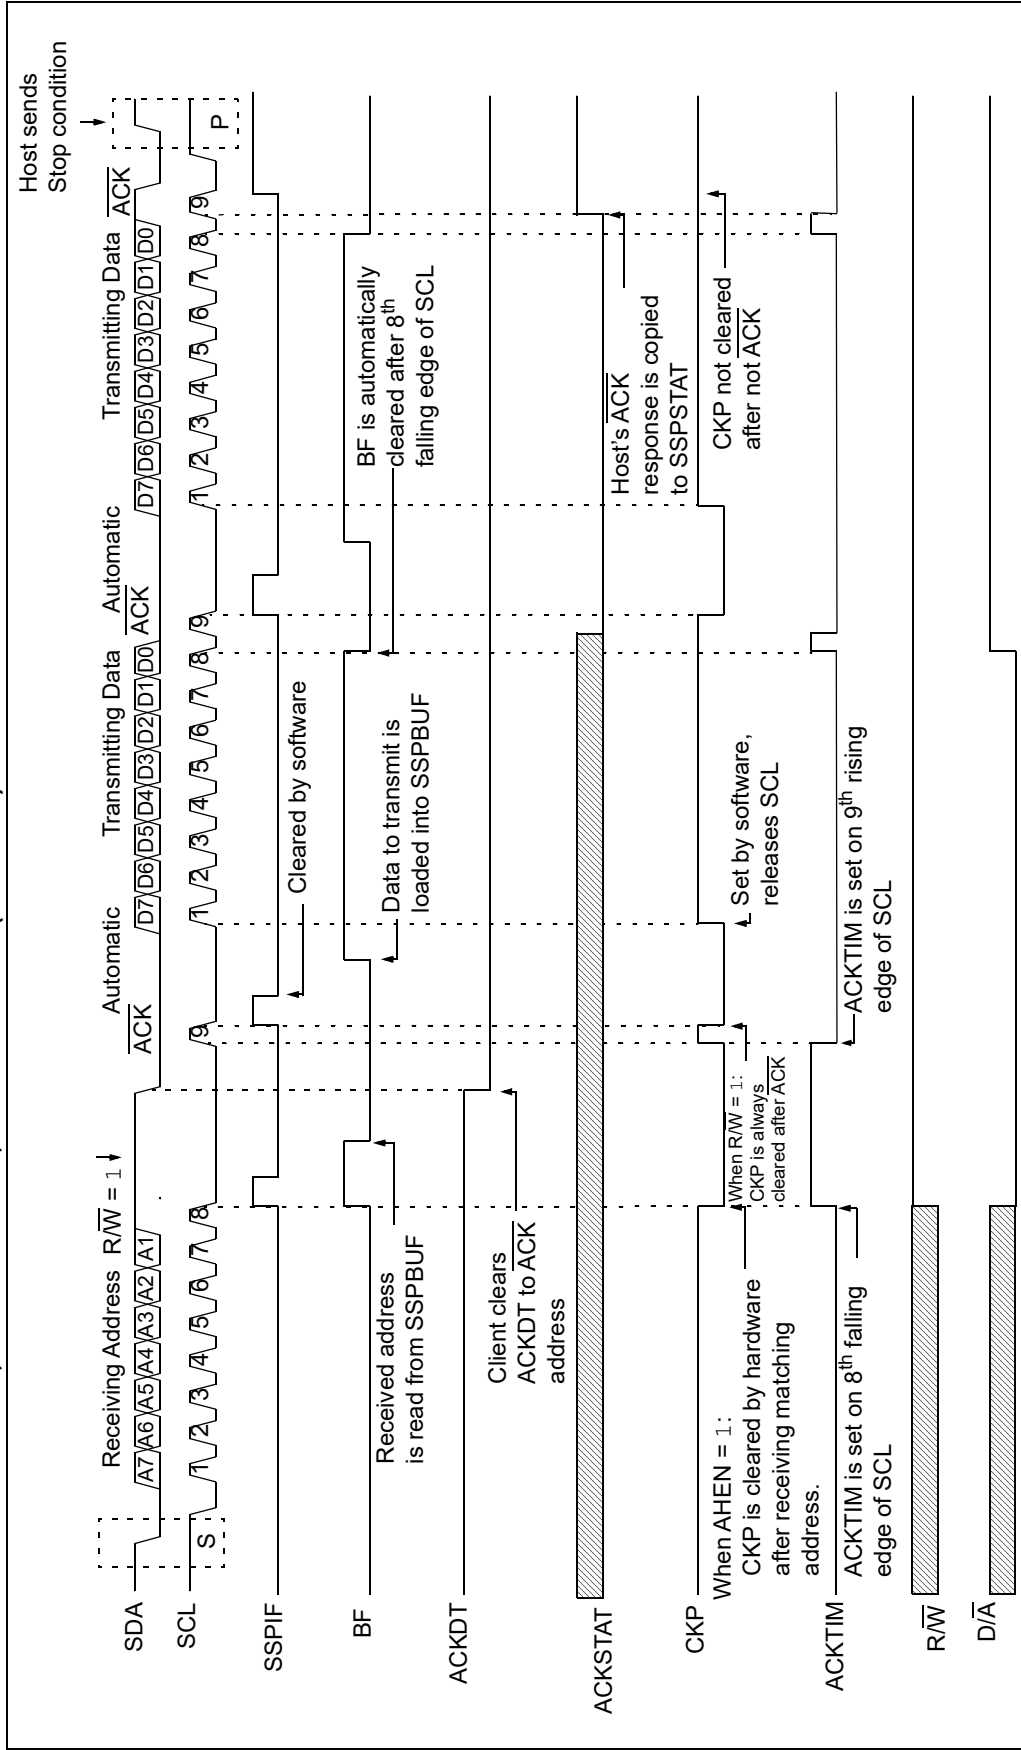 Host sends
Stop condition
Receiving Address R/W = 1
Automatic
ACK
Transmitting Data
Automatic
ACK
Transmitting Data
ACK
SDA
A7 A6 A5 A4 A3 A2 A1
D7 D6 D5 D4 D3 D2 D1 D0
D7 D6 D5 D4 D3 D2 D1 D0
SCL
S
1 2 3 4 5 6 7 8 9
1 2 3 4 5 6 7 8 9
1 2 3 4 5 6 7 8 9
P
SSPIF
Cleared by software
BF
Received address
is read from SSPBUF
Data to transmit is
loaded into SSPBUF
BF is automatically
cleared after 8th
falling edge of SCL
ACKDT
Client clears
ACKDT to ACK
address
ACKSTAT
Host's ACK
response is copied
to SSPSTAT
CKP
When AHEN = 1:
CKP is cleared by hardware
after receiving matching
address.
When R/W = 1:
CKP is always
cleared after ACK
Set by software,
releases SCL
CKP not cleared
after not ACK
ACKTIM
ACKTIM is set on 8th falling
edge of SCL
ACKTIM is set on 9th rising
edge of SCL
R/W
D/A